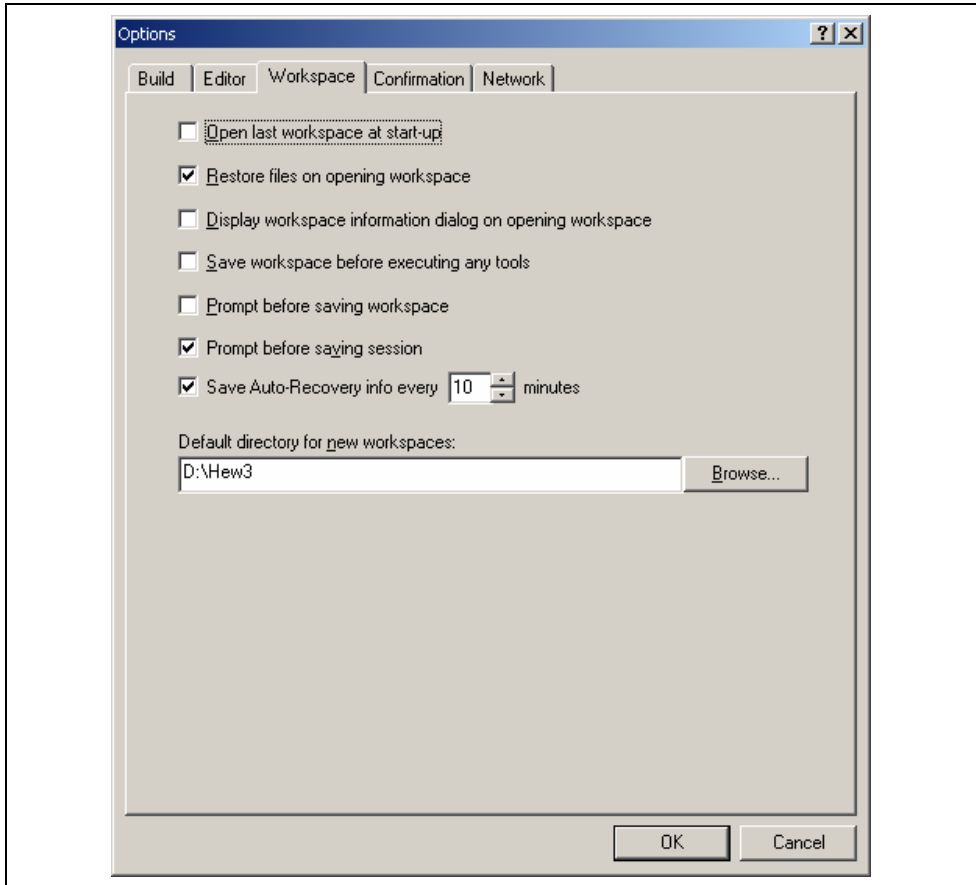 Options
Build Editor Workspace Confirmation Network
Open last workspace at start-up
Restore files on opening workspace
Display workspace information dialog on opening workspace
Save workspace before executing any tools
Prompt before saving workspace
Prompt before saving session
Save Auto-Recovery info every 10 minutes
Default directory for new workspaces:
D:\Hew3 Browse...
OK Cancel